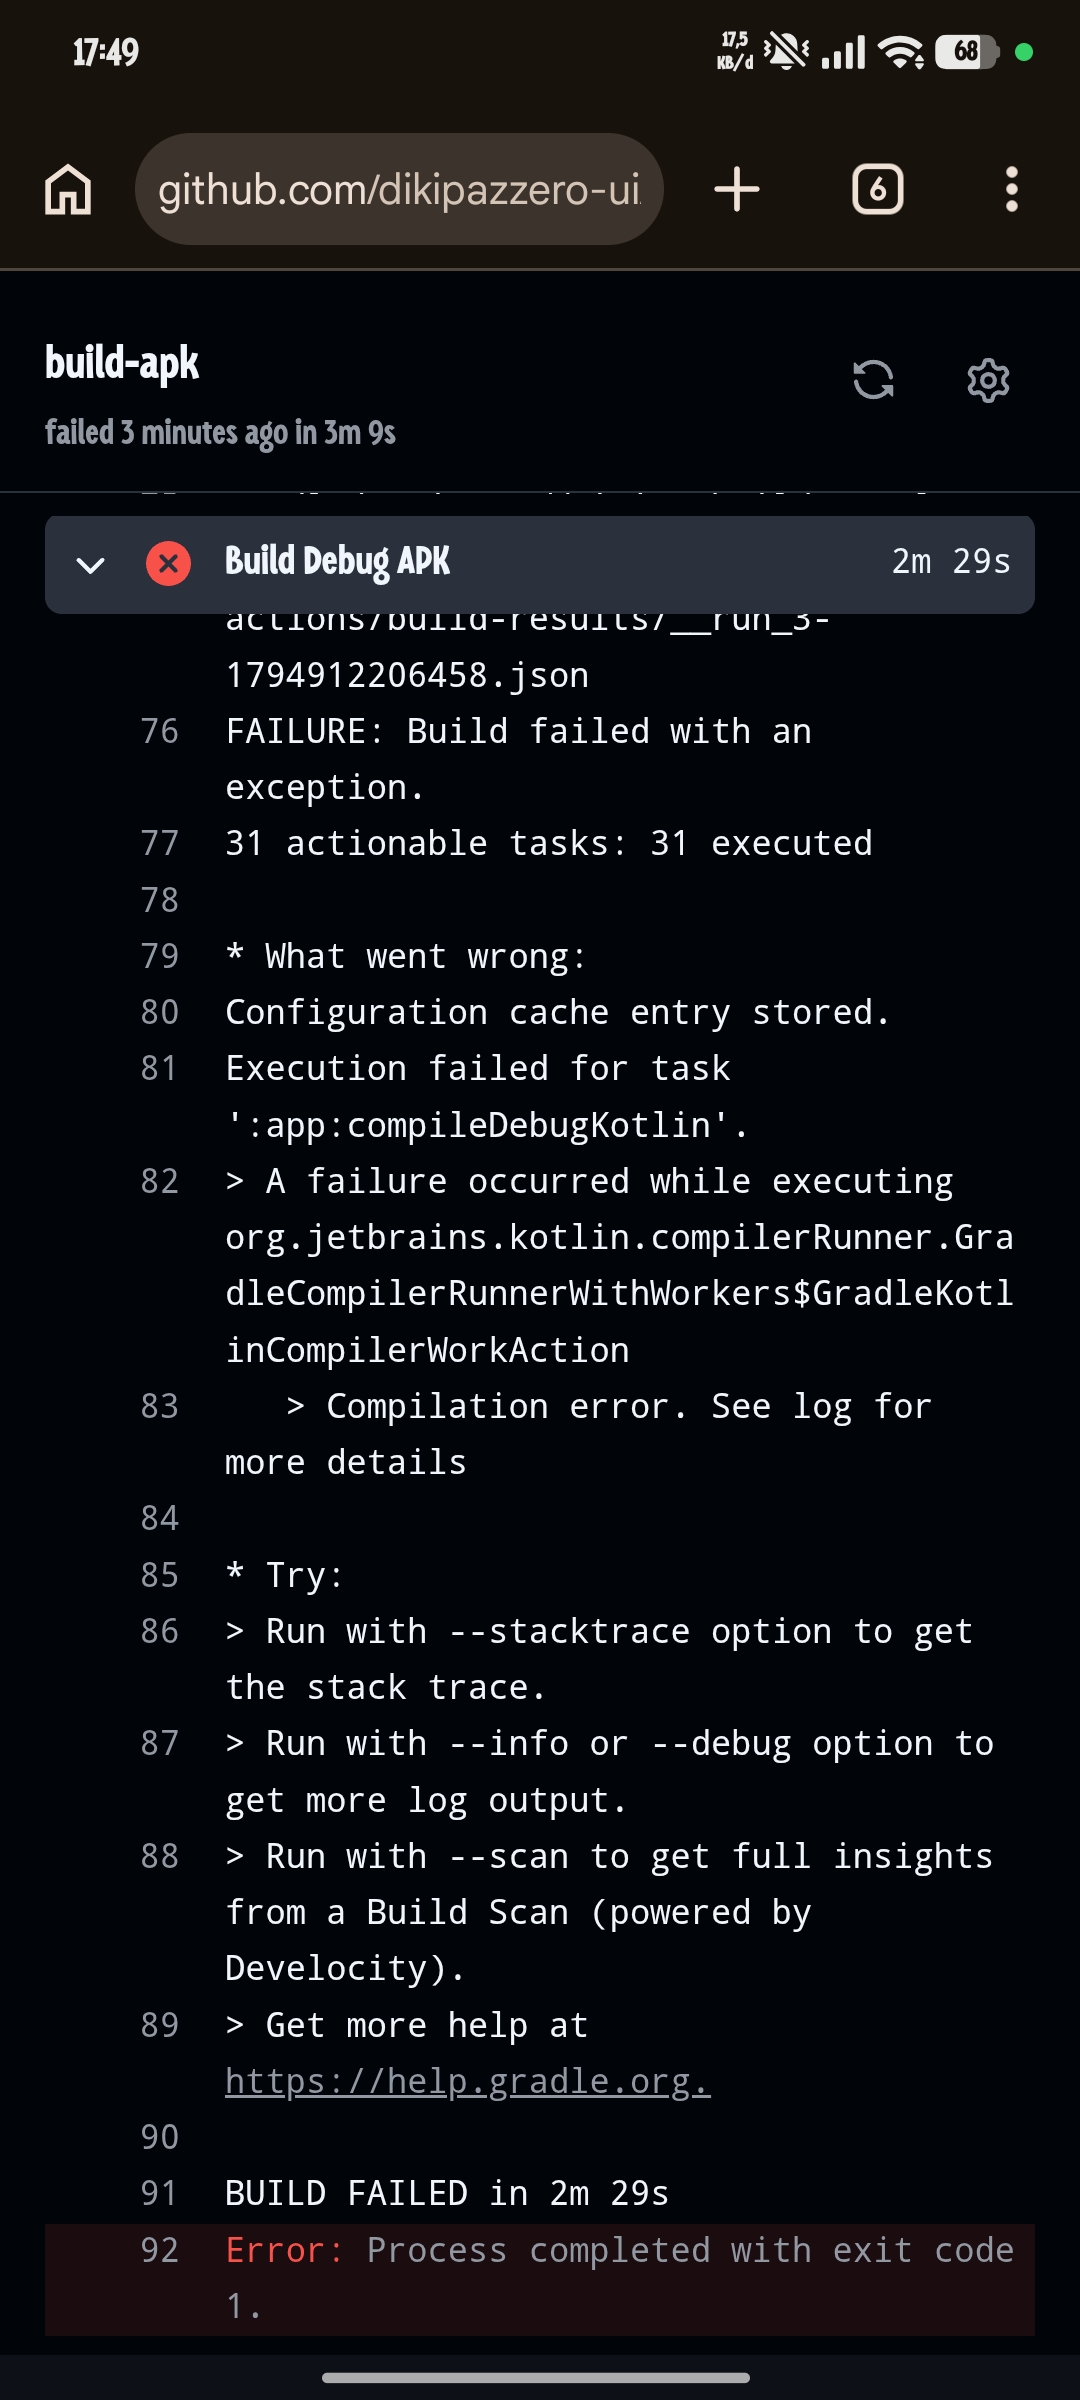 17:49
17,5
KB/d
68
github.com/dikipazzero-ui
6
build-apk
failed 3 minutes ago in 3m 9s
Build Debug APK
2m 29s
actions/build-results/__run_3-
1794912206458.json
76 FAILURE: Build failed with an
exception.
77 31 actionable tasks: 31 executed
78
79 * What went wrong:
80 Configuration cache entry stored.
81 Execution failed for task
':app:compileDebugKotlin'.
82 > A failure occurred while executing
org.jetbrains.kotlin.compilerRunner.Gra
dleCompilerRunnerWithWorkers$GradleKotl
inCompilerWorkAction
83 > Compilation error. See log for
more details
84
85 * Try:
86 > Run with --stacktrace option to get
the stack trace.
87 > Run with --info or --debug option to
get more log output.
88 > Run with --scan to get full insights
from a Build Scan (powered by
Develocity).
89 > Get more help at
https://help.gradle.org.
90
91 BUILD FAILED in 2m 29s
92 Error: Process completed with exit code
1.